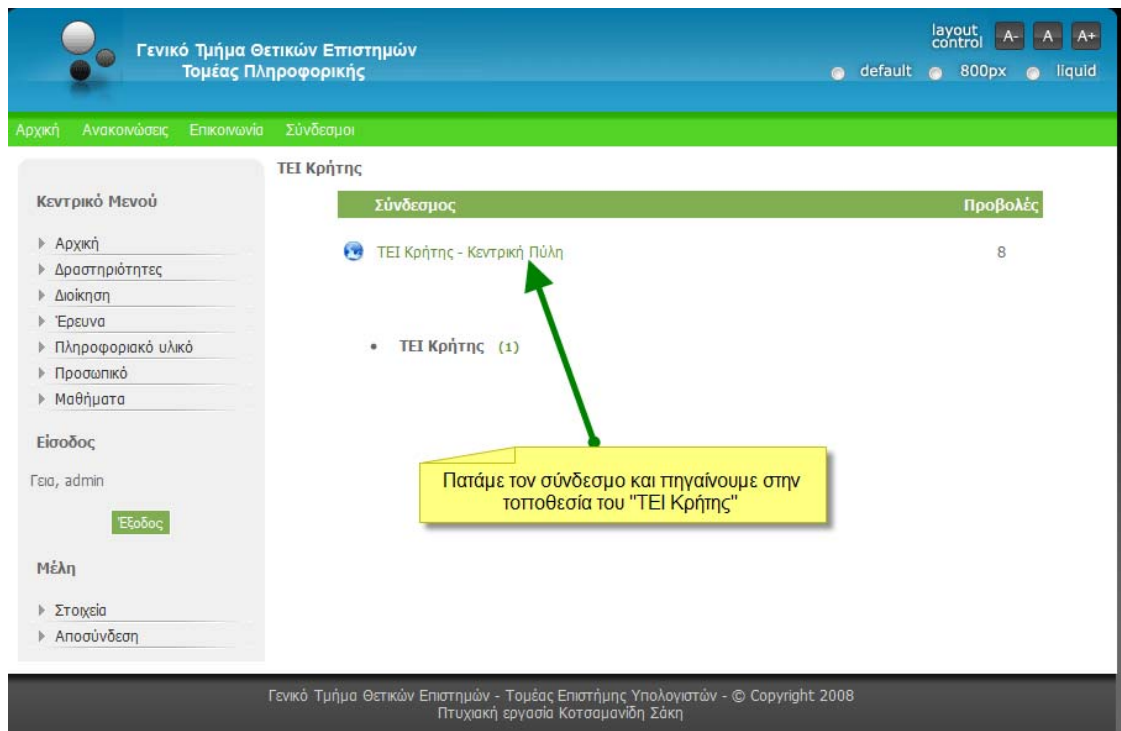 Γενικό Τμήμα Θετικών Επιστημών
Τομέας Πληροφορικής
layout
control A- A A+
default 800px liquid
Αρχική Ανακοινώσεις Επικοινωνία Σύνδεσμοι
ΤΕΙ Κρήτης
Κεντρικό Μενού
Αρχική
Δραστηριότητες
Διοίκηση
Έρευνα
Πληροφοριακό υλικό
Προσωπικό
Μαθήματα
Είσοδος
Γεια, admin
Έξοδος
Μέλη
Στοιχεία
Αποσύνδεση
Σύνδεσμος Προβολές
ΤΕΙ Κρήτης - Κεντρική Πύλη 8
• ΤΕΙ Κρήτης (1)
Πατάμε τον σύνδεσμο και πηγαίνουμε στην
τοποθεσία του "ΤΕΙ Κρήτης"
Γενικό Τμήμα Θετικών Επιστημών - Τομέας Επιστήμης Υπολογιστών - © Copyright 2008
Πτυχιακή εργασία Κοτσαμανίδη Σάκη